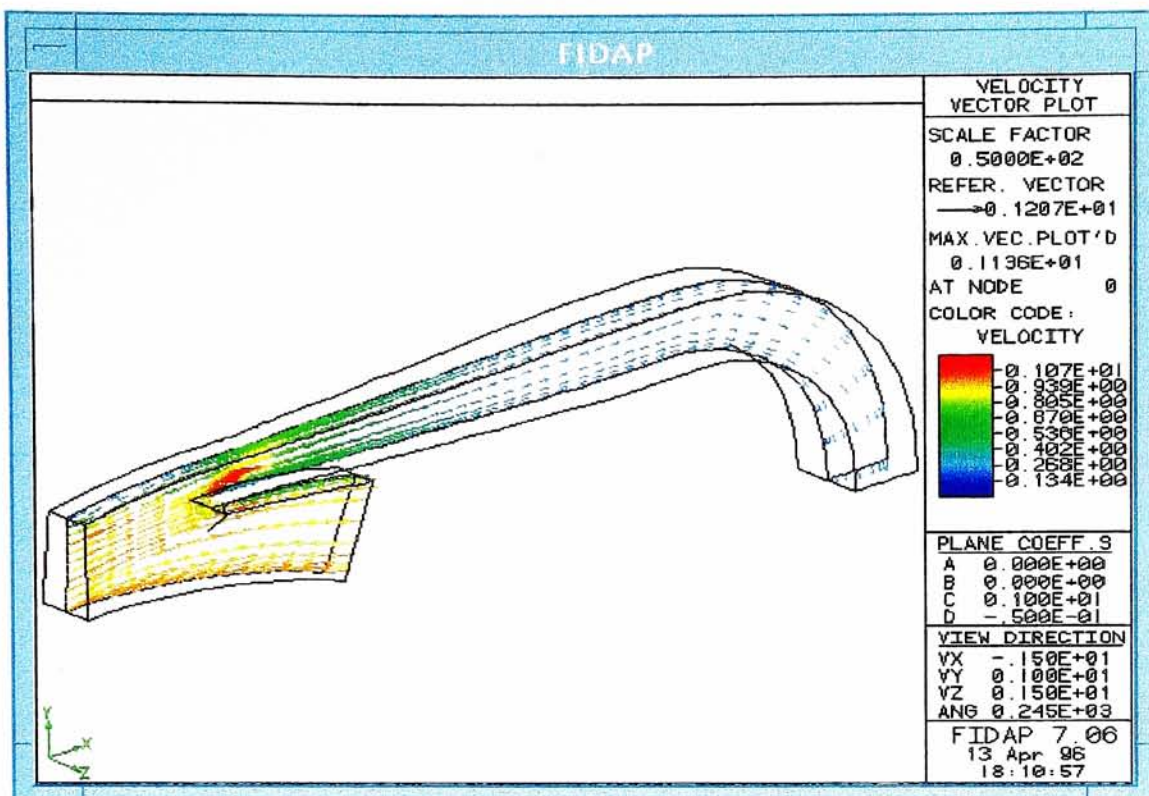 FIDAP
VELOCITY
VECTOR PLOT
SCALE FACTOR
0.5000E+02
REFER. VECTOR
0.1207E+01
MAX.VEC.PLOT'D
0.1136E+01
AT NODE 0
COLOR CODE:
VELOCITY
0.107E+01
0.939E+00
0.805E+00
0.670E+00
0.536E+00
0.402E+00
0.268E+00
0.134E+00
PLANE COEFF.S
A 0.000E+00
B 0.000E+00
C 0.100E+01
D -.500E-01
VIEW DIRECTION
VX -.150E+01
VY 0.100E+01
VZ 0.150E+01
ANG 0.245E+03
FIDAP 7.06
13 Apr 96
18:10:57
Y
X
Z